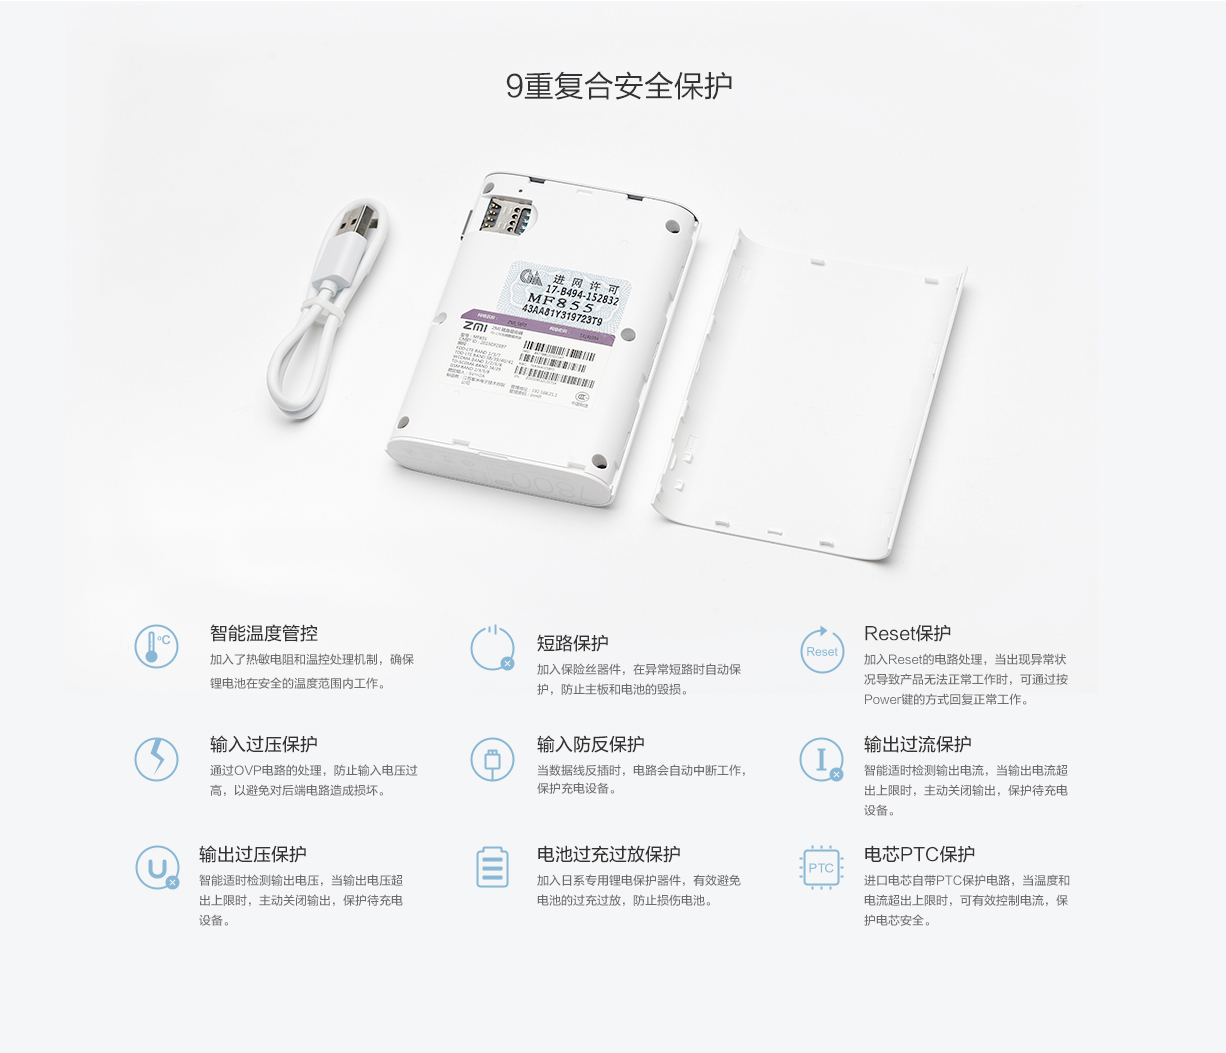 9重复合安全保护
进网许可
17-B494-152832
MF855
43AA81Y319723T9
ZMI
1800
°C
智能温度管控
加入了热敏电阻和温控处理机制，确保
锂电池在安全的温度范围内工作。
短路保护
加入保险丝器件，在异常短路时自动保
护，防止主板和电池的毁损。
Reset
Reset保护
加入Reset的电路处理，当出现异常状
况导致产品无法正常工作时，可通过按
Power键的方式回复正常工作。
输入过压保护
通过OVP电路的处理，防止输入电压过
高，以避免对后端电路造成损坏。
输入防反保护
当数据线反插时，电路会自动中断工作，
保护充电设备。
I
输出过流保护
智能适时检测输出电流，当输出电流超
出上限时，主动关闭输出，保护待充电
设备。
U
输出过压保护
智能适时检测输出电压，当输出电压超
出上限时，主动关闭输出，保护待充电
设备。
电池过充过放保护
加入日系专用锂电保护器件，有效避免
电池的过充过放，防止损伤电池。
PTC
电芯PTC保护
进口电芯自带PTC保护电路，当温度和
电流超出上限时，可有效控制电流，保
护电芯安全。